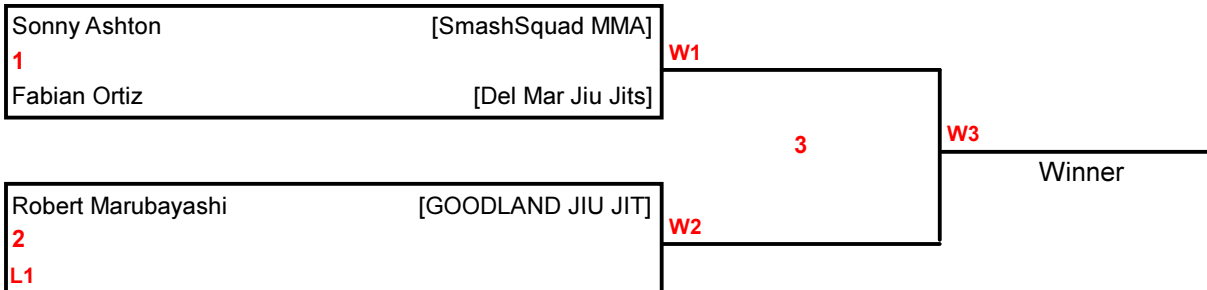 Sonny Ashton [SmashSquad MMA]
1
Fabian Ortiz [Del Mar Jiu Jits]
W1
3
W3
Winner
Robert Marubayashi [GOODLAND JIU JIT]
2
L1
W2